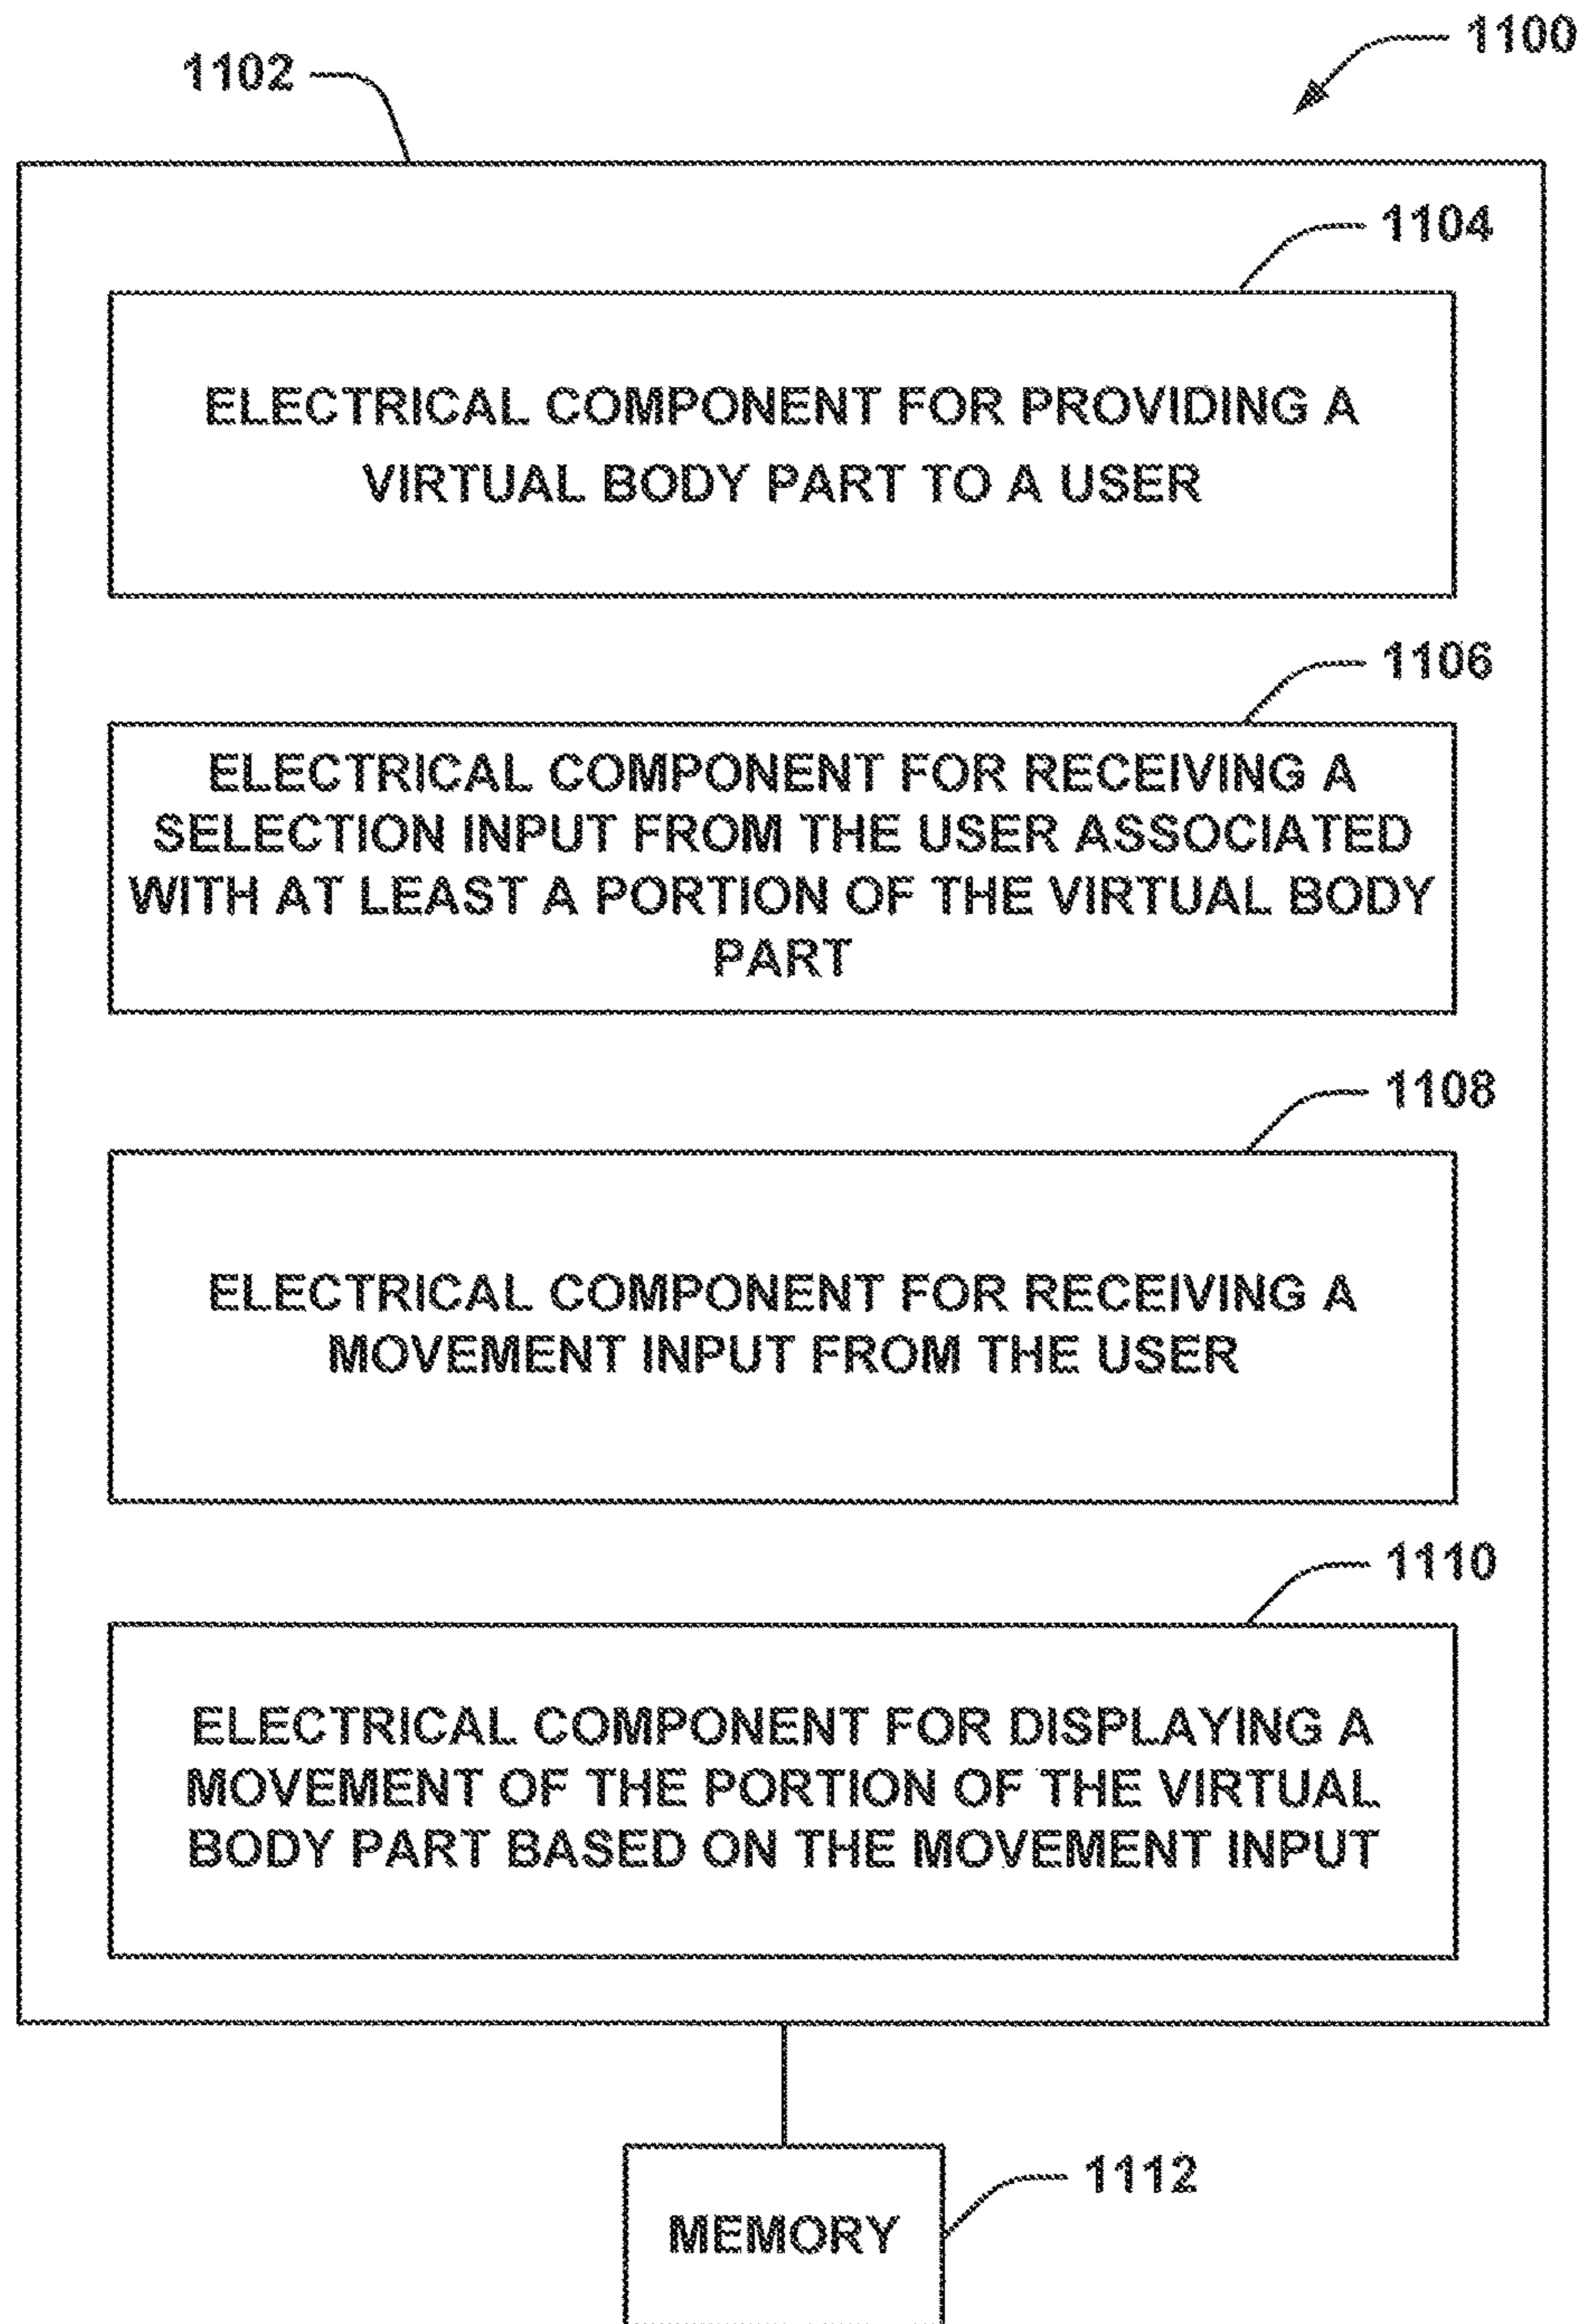 1100
1102
1104
ELECTRICAL COMPONENT FOR PROVIDING A
VIRTUAL BODY PART TO A USER
1106
ELECTRICAL COMPONENT FOR RECEIVING A
SELECTION INPUT FROM THE USER ASSOCIATED
WITH AT LEAST A PORTION OF THE VIRTUAL BODY
PART
1108
ELECTRICAL COMPONENT FOR RECEIVING A
MOVEMENT INPUT FROM THE USER
1110
ELECTRICAL COMPONENT FOR DISPLAYING A
MOVEMENT OF THE PORTION OF THE VIRTUAL
BODY PART BASED ON THE MOVEMENT INPUT
1112
MEMORY